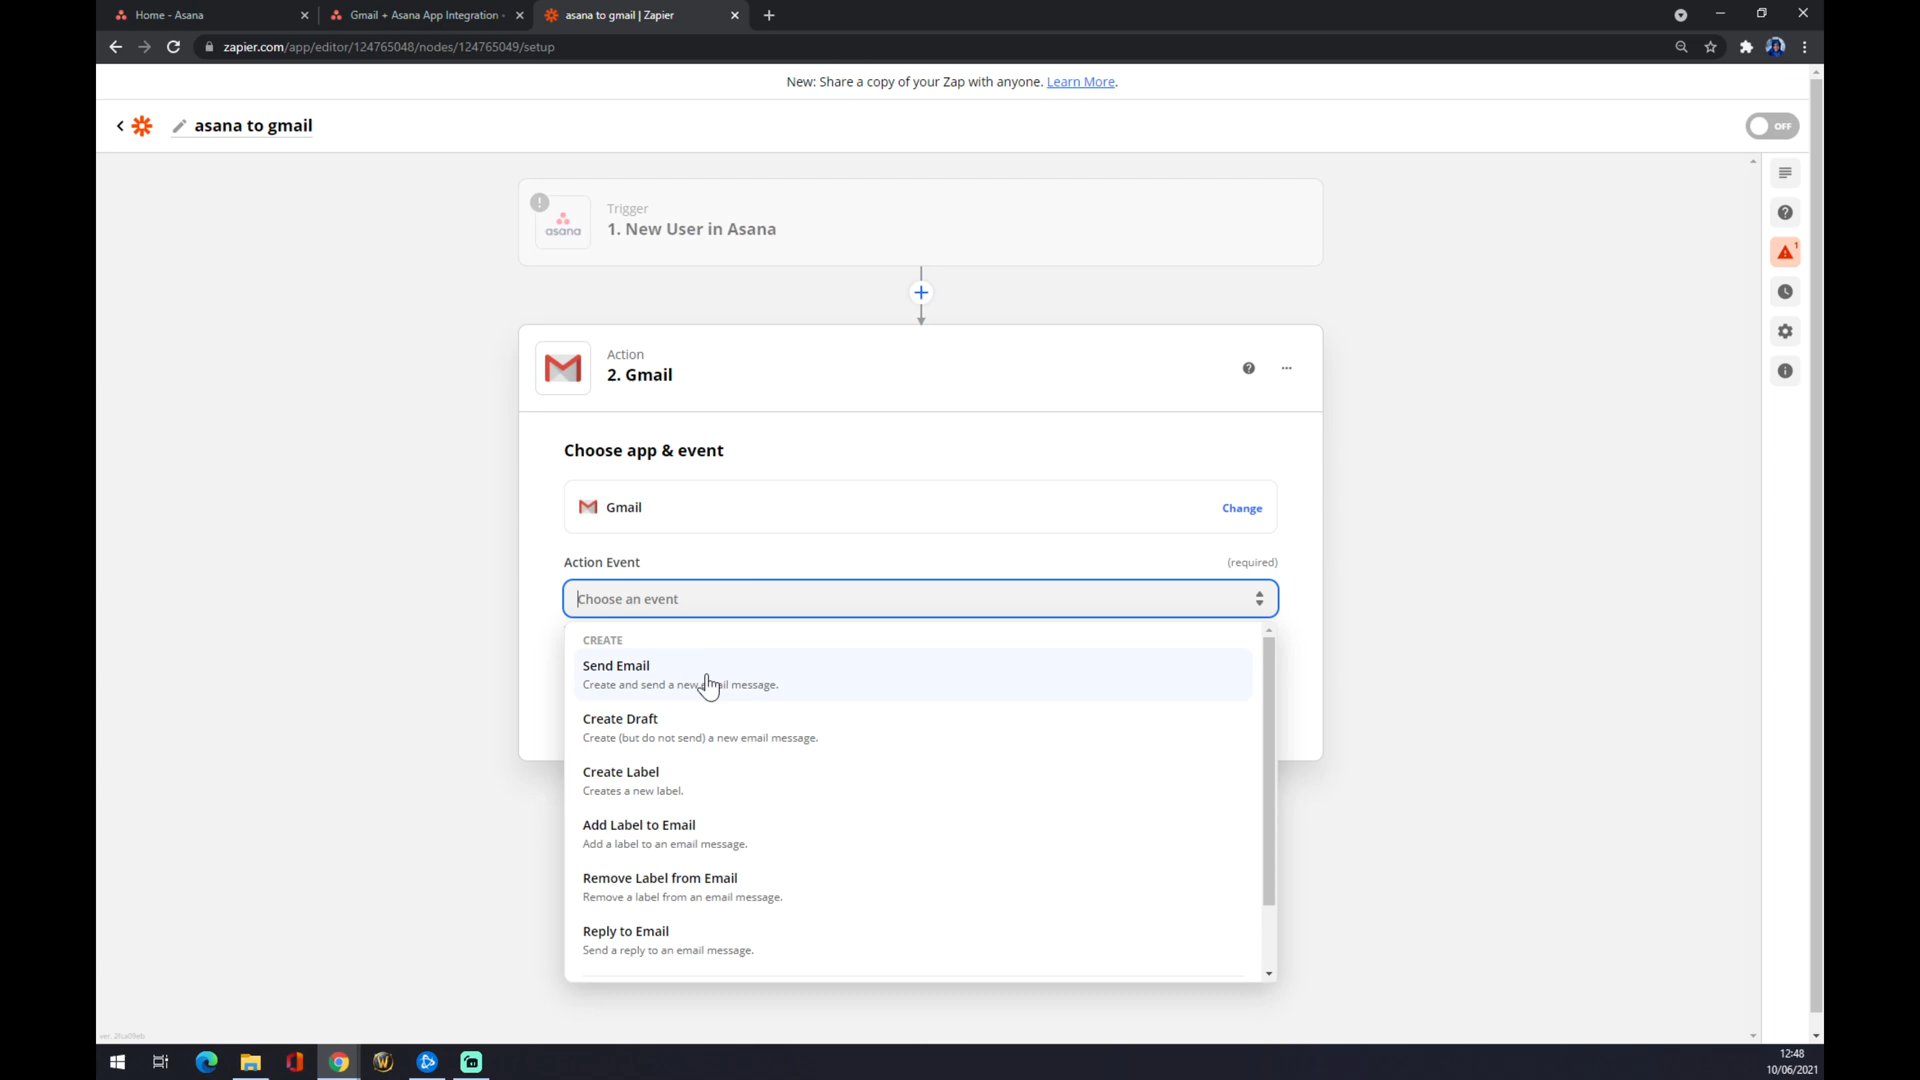 Home - Asana
Gmail + Asana App Integration
asana to gmail | Zapier
zapier.com/app/editor/124765048/nodes/124765049/setup
New: Share a copy of your Zap with anyone. Learn More.
asana to gmail
OFF
Trigger
1. New User in Asana
asana
1
Action
2. Gmail
Choose app & event
Gmail
Change
Action Event
(required)
Choose an event
CREATE
Send Email
Create and send a new email message.
Create Draft
Create (but do not send) a new email message.
Create Label
Creates a new label.
Add Label to Email
Add a label to an email message.
Remove Label from Email
Remove a label from an email message.
Reply to Email
Send a reply to an email message.
12:48
10/06/2021